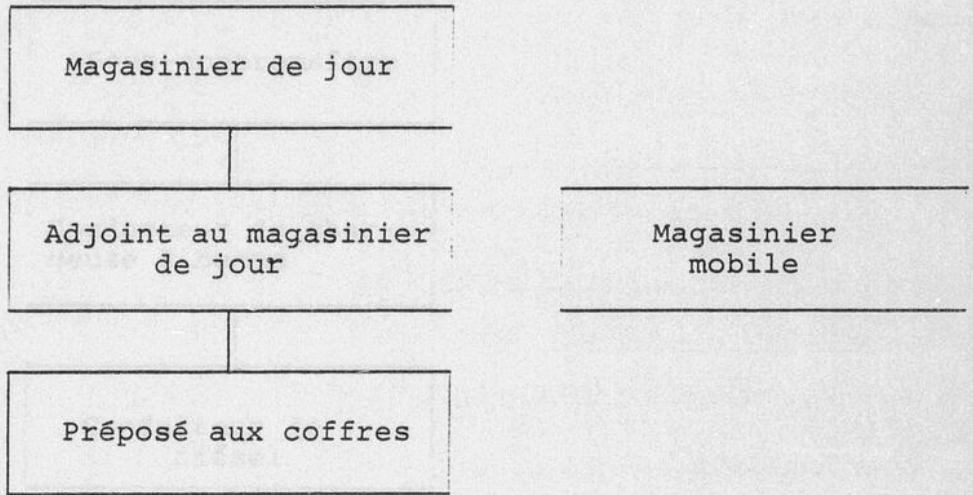 Magasinier de jour
Adjoint au magasinier
de jour
Magasinier
mobile
Préposé aux coffres